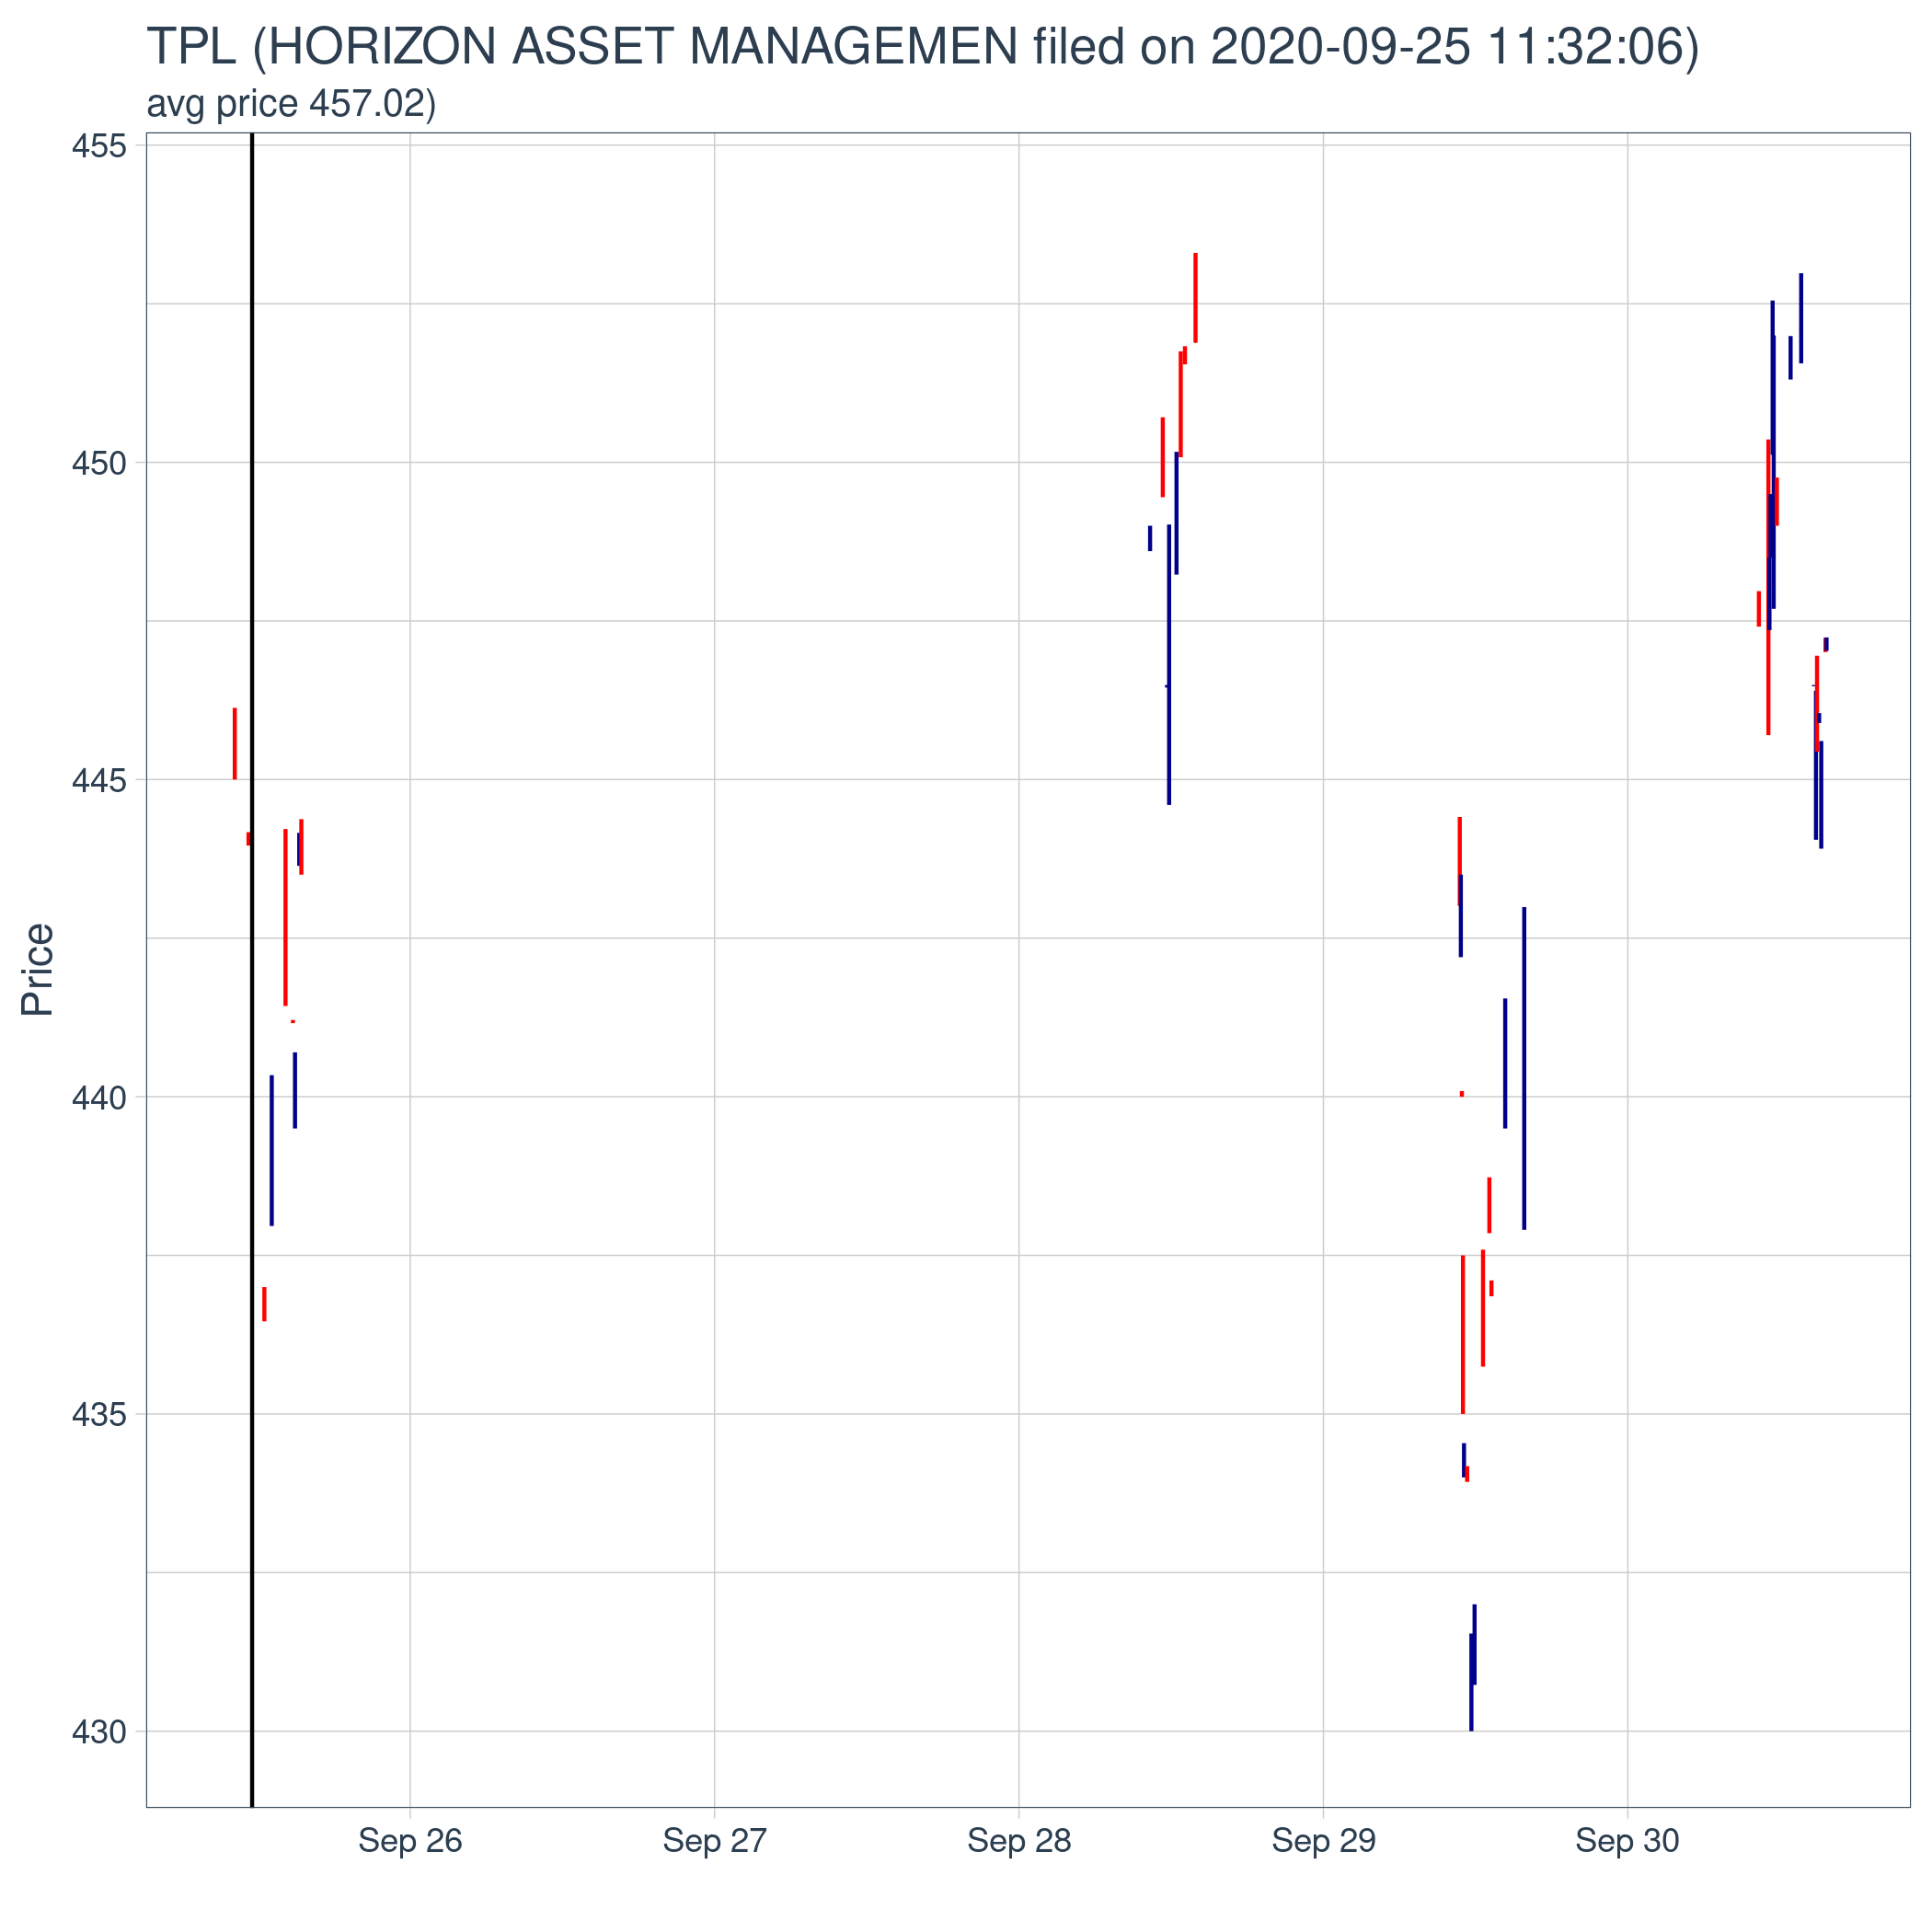 TPL (HORIZON ASSET MANAGEMEN filed on 2020-09-25 11:32:06)
avg price 457.02)
455
450
445
440
435
430
Price
Sep 26 Sep 27 Sep 28 Sep 29 Sep 30